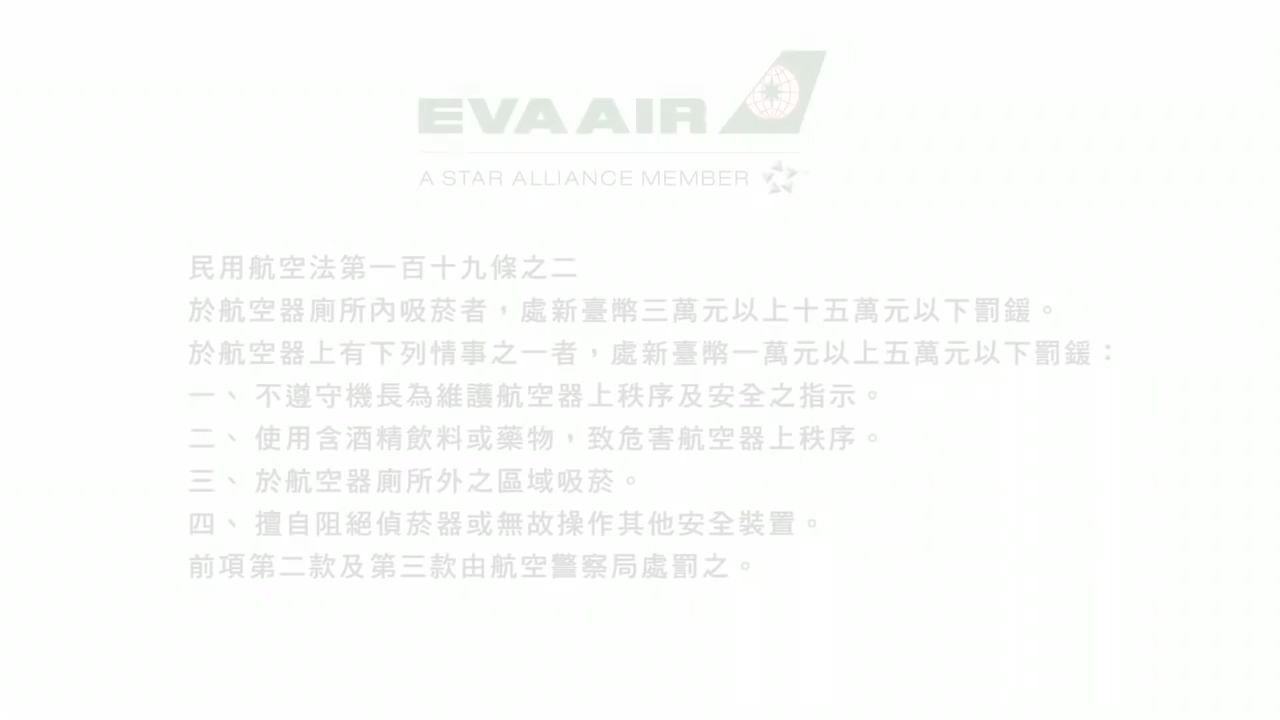 EVA AIR
A STAR ALLIANCE MEMBER
民用航空法第一百十九條之二
於航空器廁所內吸菸者，處新臺幣三萬元以上十五萬元以下罰鍰。
於航空器上有下列情事之一者，處新臺幣一萬元以上五萬元以下罰鍰：
一、 不遵守機長為維護航空器上秩序及安全之指示。
二、 使用含酒精飲料或藥物，致危害航空器上秩序。
三、 於航空器廁所外之區域吸菸。
四、 擅自阻絕偵菸器或無故操作其他安全裝置。
前項第二款及第三款由航空警察局處罰之。